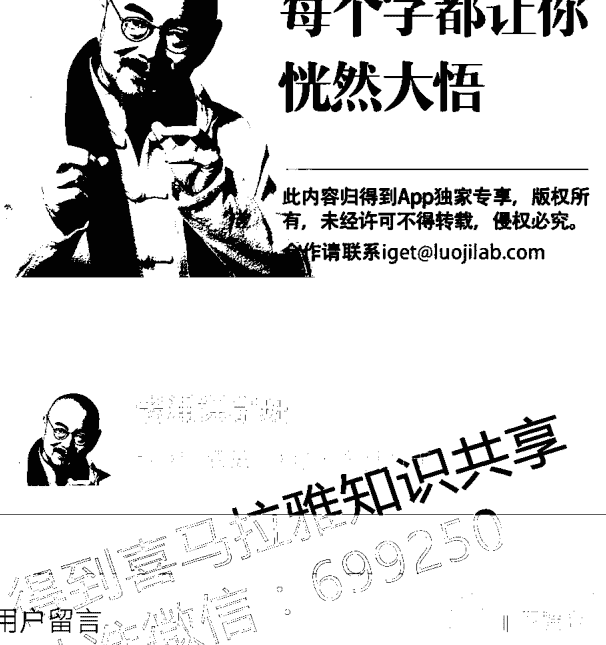 每个字都让你
恍然大悟
此内容归得到App独家专享，版权所
有，未经许可不得转载，侵权必究。
合作请联系iget@luojilab.com
得到喜马拉雅知识共享
微信：699250
用户留言